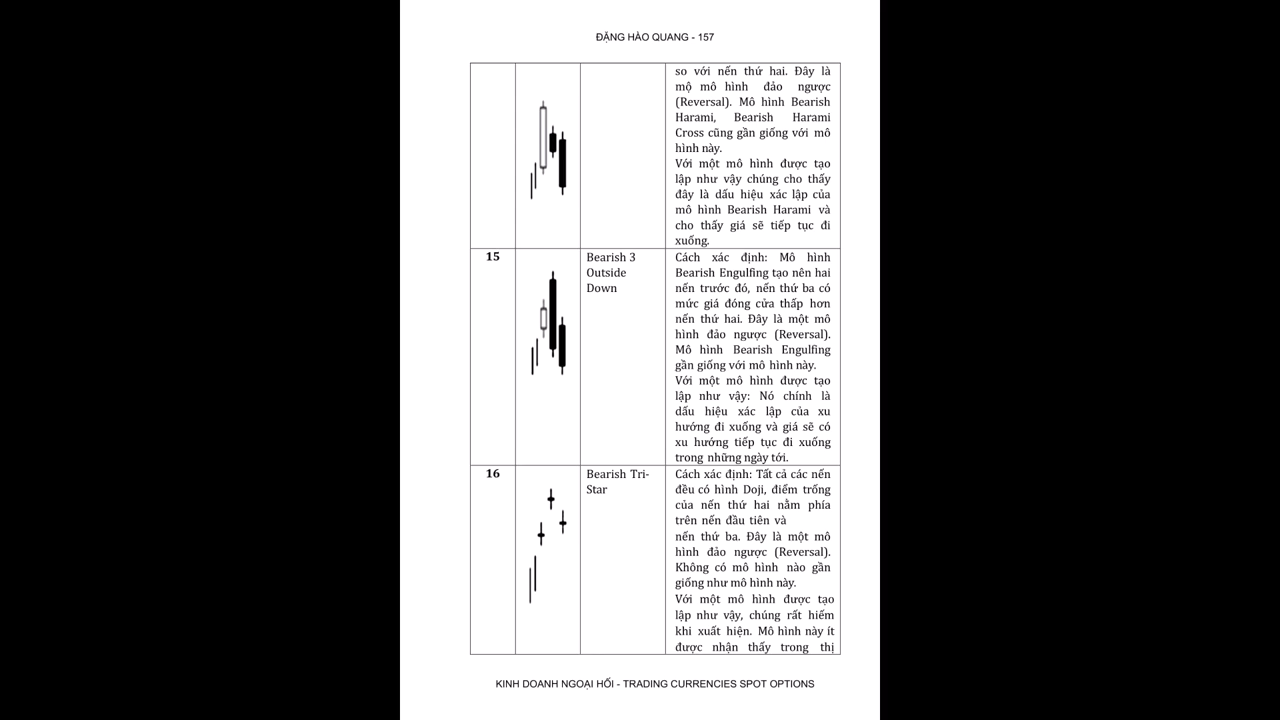 ĐẶNG HÀO QUANG - 157
so với nến thứ hai. Đây là
mộ mô hình đảo ngược
(Reversal). Mô hình Bearish
Harami, Bearish Harami
Cross cũng gần giống với mô
hình này.
Với một mô hình được tạo
lập như vậy chúng cho thấy
đây là dấu hiệu xác lập của
mô hình Bearish Harami và
cho thấy giá sẽ tiếp tục đi
xuống.
15
Bearish 3
Outside
Down
Cách xác định: Mô hình
Bearish Engulfing tạo nên hai
nến trước đó, nến thứ ba có
mức giá đóng cửa thấp hơn
nến thứ hai. Đây là một mô
hình đảo ngược (Reversal).
Mô hình Bearish Engulfing
gần giống với mô hình này.
Với một mô hình được tạo
lập như vậy: Nó chính là
dấu hiệu xác lập của xu
hướng đi xuống và giá sẽ có
xu hướng tiếp tục đi xuống
trong những ngày tới.
16
Bearish Tri-
Star
Cách xác định: Tất cả các nến
đều có hình Doji, điểm trống
của nến thứ hai nằm phía
trên nến đầu tiên và
nến thứ ba. Đây là một mô
hình đảo ngược (Reversal).
Không có mô hình nào gần
giống như mô hình này.
Với một mô hình được tạo
lập như vậy, chúng rất hiếm
khi xuất hiện. Mô hình này ít
được nhận thấy trong thị
KINH DOANH NGOẠI HỐI - TRADING CURRENCIES SPOT OPTIONS